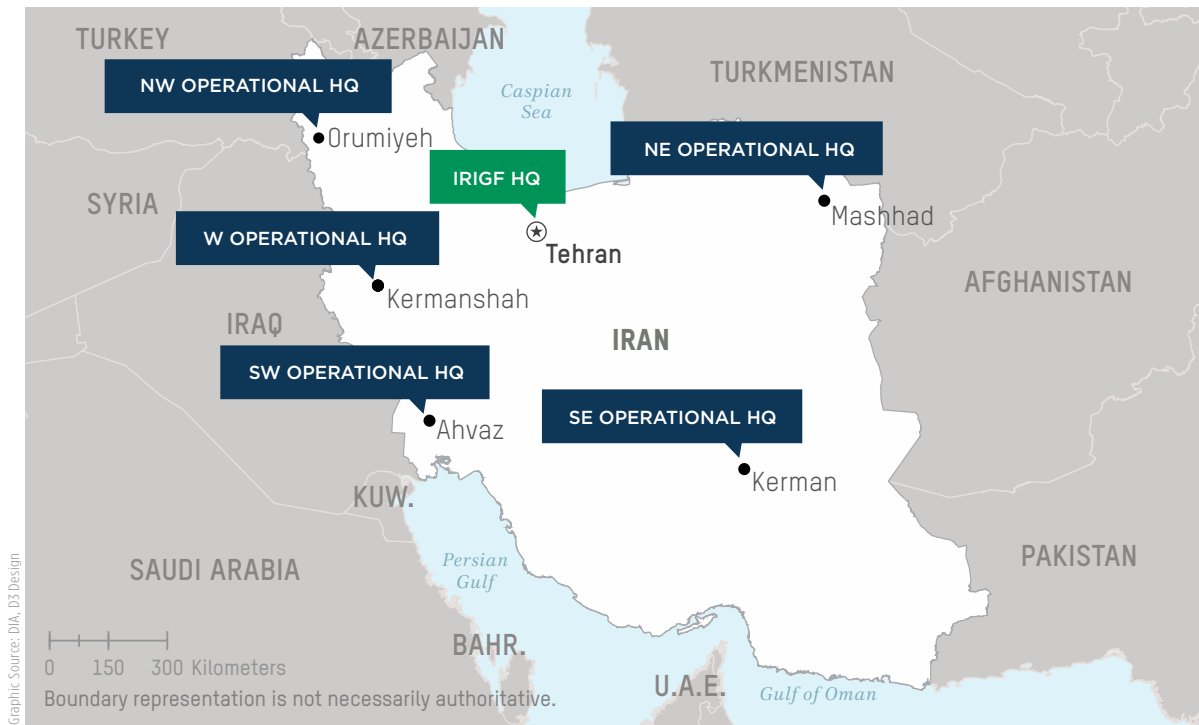 TURKEY
AZERBAIJAN
TURKMENISTAN
NW OPERATIONAL HQ
Caspian
Sea
Orumiyeh
NE OPERATIONAL HQ
IRIGF HQ
SYRIA
Mashhad
W OPERATIONAL HQ
Tehran
AFGHANISTAN
Kermanshah
IRAQ
IRAN
SW OPERATIONAL HQ
SE OPERATIONAL HQ
Ahvaz
Kerman
KUW.
PAKISTAN
SAUDI ARABIA
Persian
Gulf
BAHR.
0 150 300 Kilometers
U.A.E.
Gulf of Oman
Boundary representation is not necessarily authoritative.
Graphic Source: DIA, D3 Design